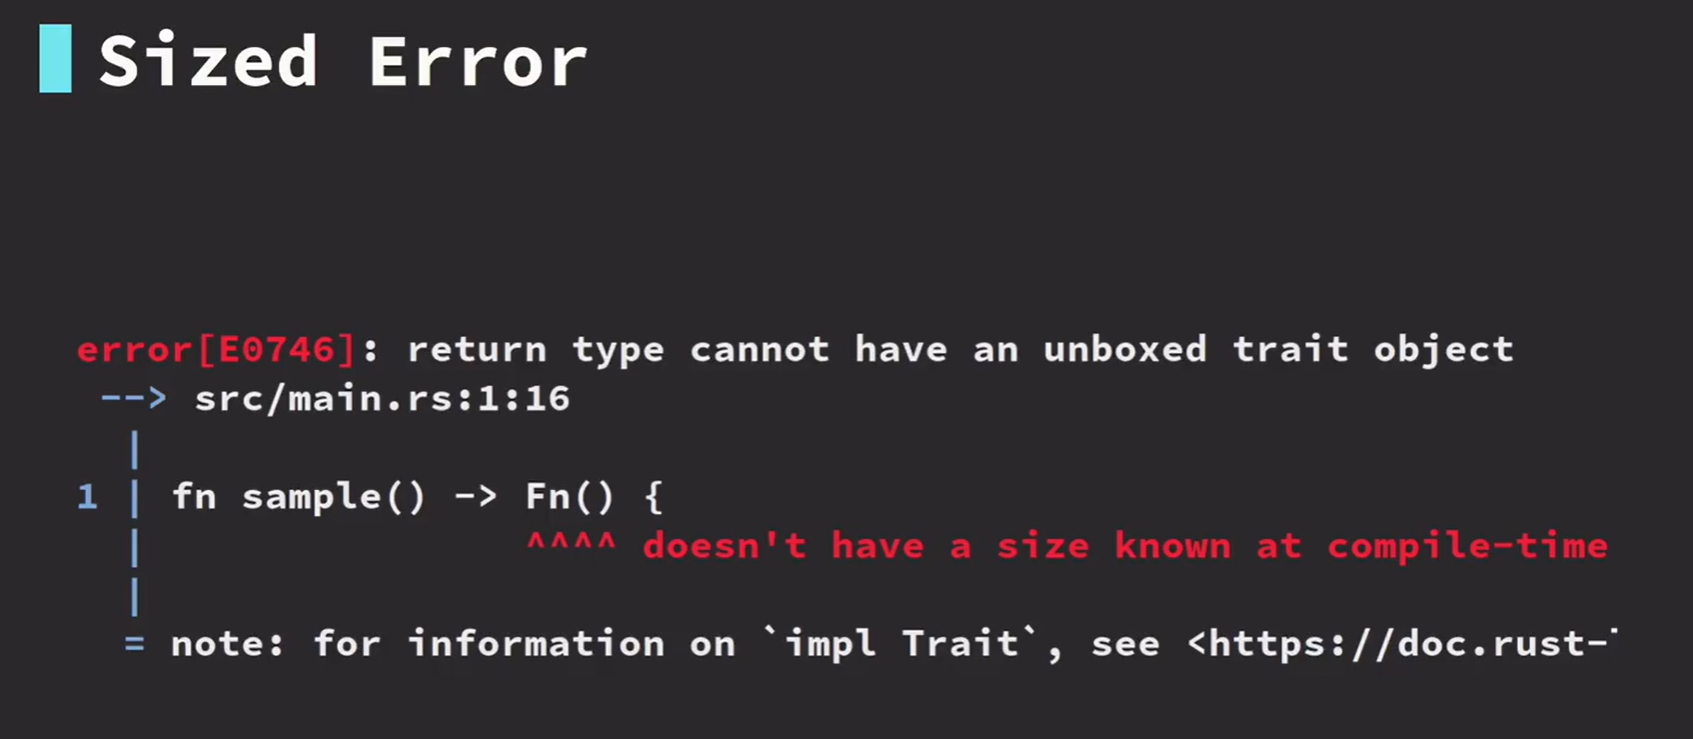 Sized Error
error[E0746]: return type cannot have an unboxed trait object
 --> src/main.rs:1:16
  |
1 | fn sample() -> Fn() {
  |                ^^^^ doesn't have a size known at compile-time
  |
  = note: for information on `impl Trait`, see <https://doc.rust-